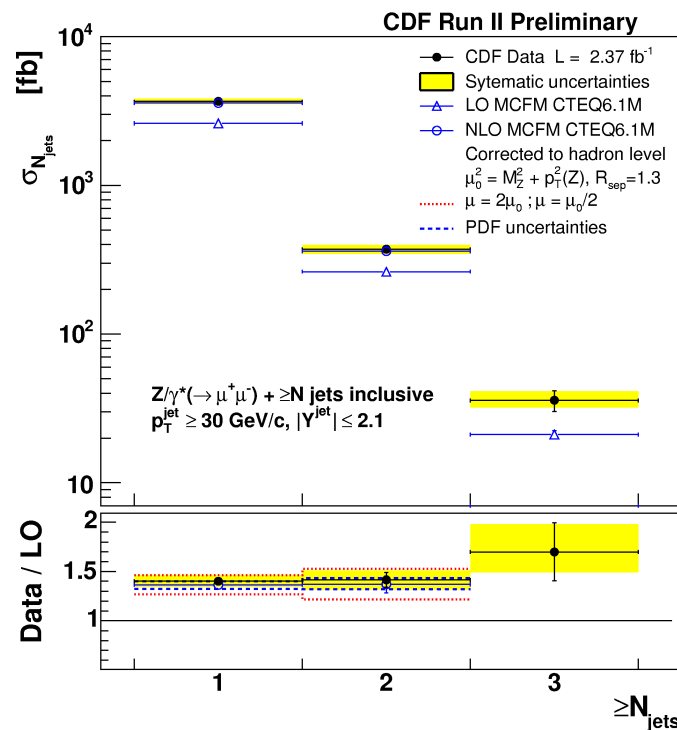 CDF Run II Preliminary
10⁴
10³
10²
10
σ_N_jets [fb]
CDF Data L = 2.37 fb⁻¹
Sytematic uncertainties
LO MCFM CTEQ6.1M
NLO MCFM CTEQ6.1M
Corrected to hadron level
μ₀² = M_Z² + p_T²(Z), R_sep=1.3
μ = 2μ₀ ; μ = μ₀/2
PDF uncertainties
Z/γ*(→ μ⁺μ⁻) + ≥N jets inclusive
p_T^jet ≥ 30 GeV/c, |Y^jet| ≤ 2.1
2
1.5
1
Data / LO
1 2 3
≥N_jets